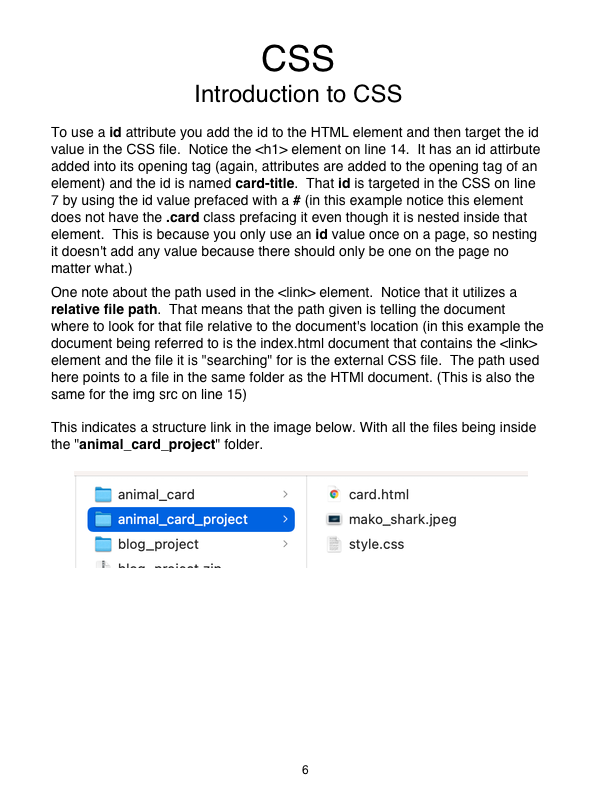 CSS
Introduction to CSS
To use a id attribute you add the id to the HTML element and then target the id
value in the CSS file.  Notice the <h1> element on line 14.  It has an id attirbute
added into its opening tag (again, attributes are added to the opening tag of an
element) and the id is named card-title.  That id is targeted in the CSS on line
7 by using the id value prefaced with a # (in this example notice this element
does not have the .card class prefacing it even though it is nested inside that
element.  This is because you only use an id value once on a page, so nesting
it doesn't add any value because there should only be one on the page no
matter what.)
One note about the path used in the <link> element.  Notice that it utilizes a
relative file path.  That means that the path given is telling the document
where to look for that file relative to the document's location (in this example the
document being referred to is the index.html document that contains the <link>
element and the file it is "searching" for is the external CSS file.  The path used
here points to a file in the same folder as the HTMl document. (This is also the
same for the img src on line 15)
This indicates a structure link in the image below. With all the files being inside
the "animal_card_project" folder.
animal_card
animal_card_project
blog_project
blog_project.zip
card.html
mako_shark.jpeg
style.css
6